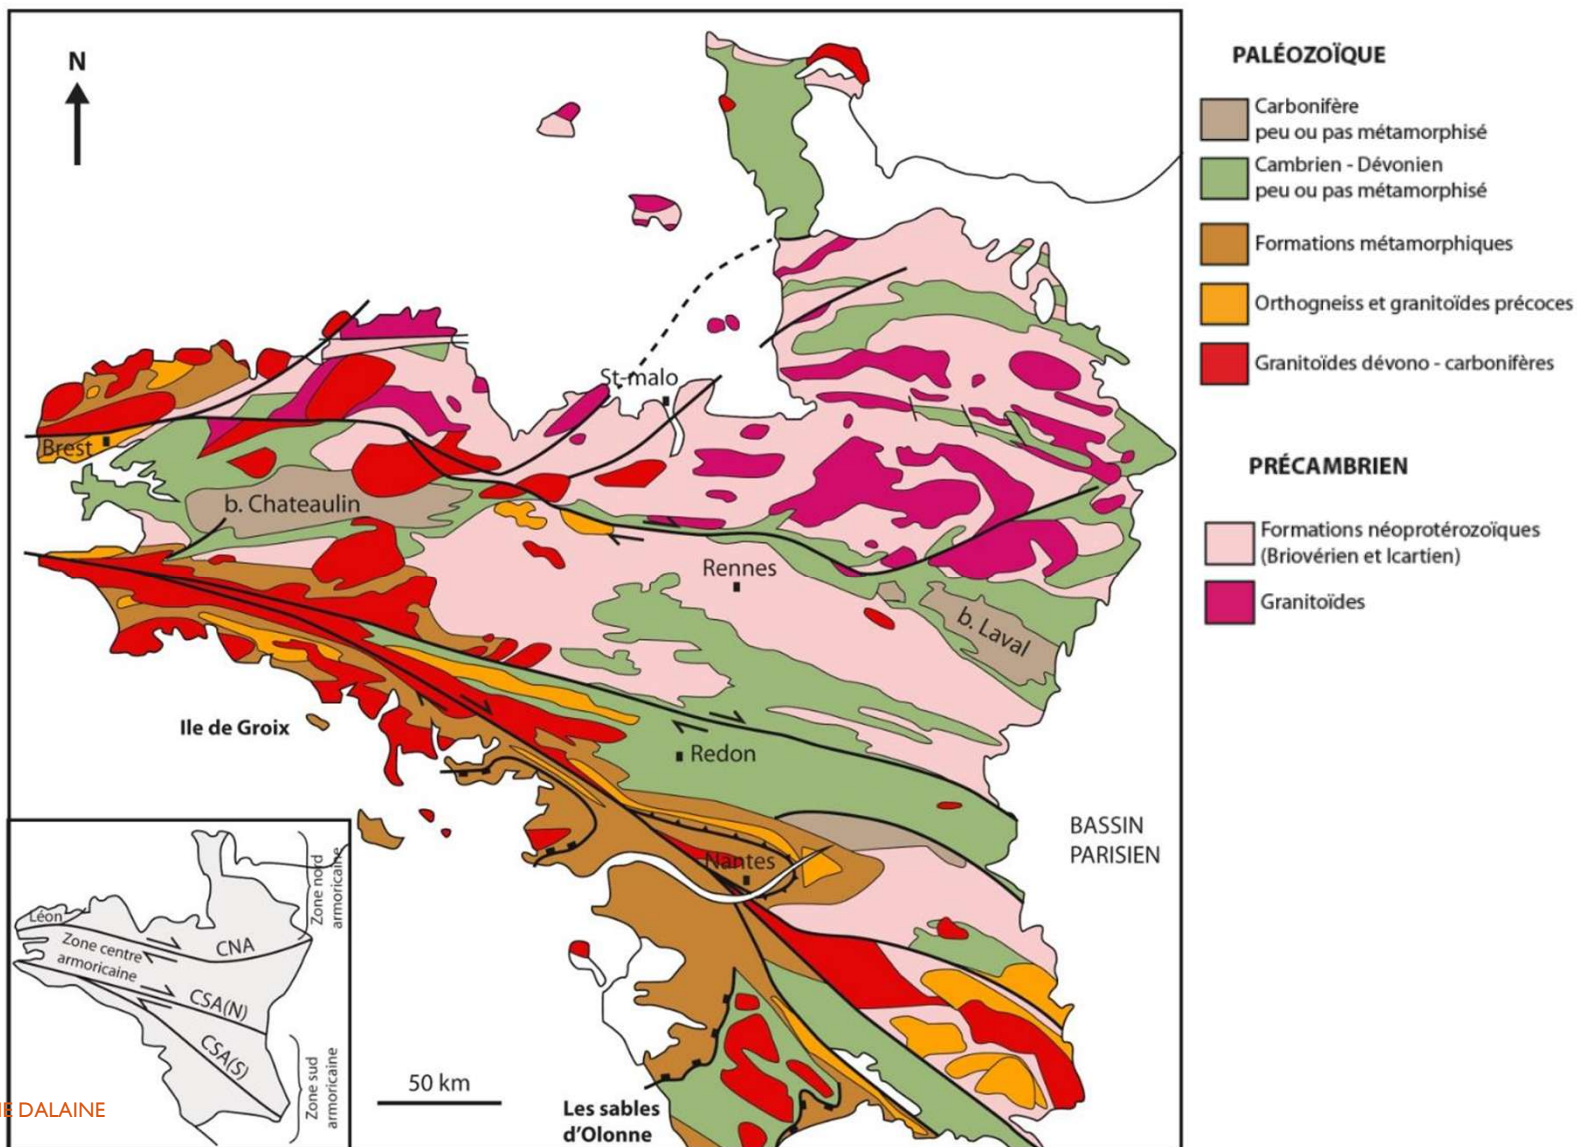 N
St-malo
Brest
b. Chateaulin
Rennes
b. Laval
Ile de Groix
Redon
BASSIN
PARISIEN
Nantes
50 km
Les sables
d'Olonne
Léon
Zone centre
armoricaine
CNA
CSA(N)
CSA(S)
Zone nord
armoricaine
Zone sud
armoricaine
DALAINE
PALÉOZOÏQUE
Carbonifère
peu ou pas métamorphisé
Cambrien - Dévonien
peu ou pas métamorphisé
Formations métamorphiques
Orthogneiss et granitoïdes précoces
Granitoïdes dévono - carbonifères
PRÉCAMBRIEN
Formations néoprotérozoïques
(Briovérien et Icartien)
Granitoïdes